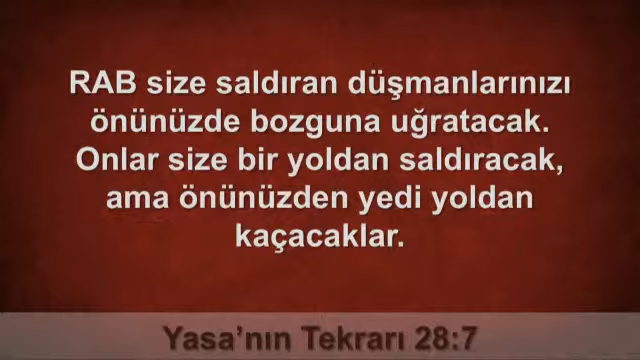 RAB size saldıran düşmanlarınızı
önünüzde bozguna uğratacak.
Onlar size bir yoldan saldıracak,
ama önünüzden yedi yoldan
kaçacaklar.
Yasa’nın Tekrarı 28:7